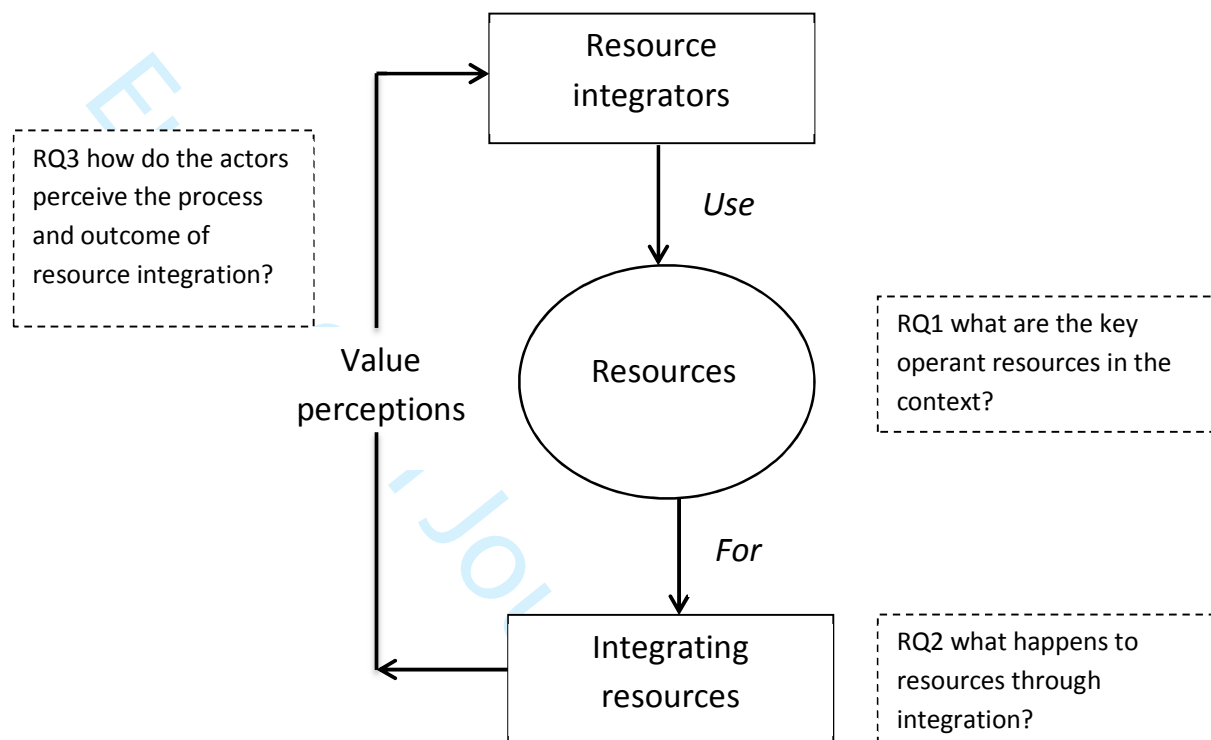 Resource
integrators
RQ3 how do the actors
perceive the process
and outcome of
resource integration?
Use
Value
perceptions
Resources
RQ1 what are the key
operant resources in the
context?
For
Integrating
resources
RQ2 what happens to
resources through
integration?